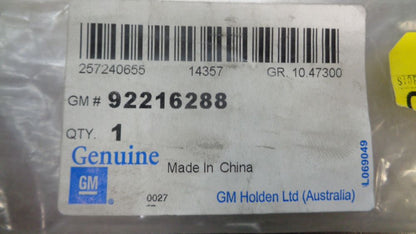 257240655 14357 GR. 10.47300
GM # 92216288
QTY. 1
Genuine
Made In China
GM
0027
GM Holden Ltd (Australia)
L069049